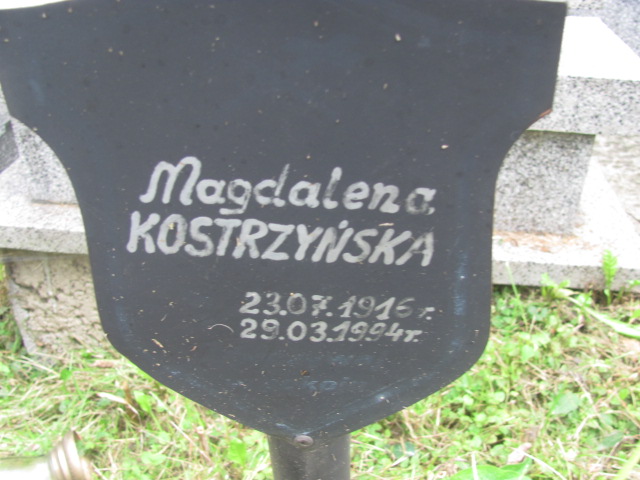 Magdalena
KOSTRZYŃSKA
23.07.1916 r.
29.03.1994 r.